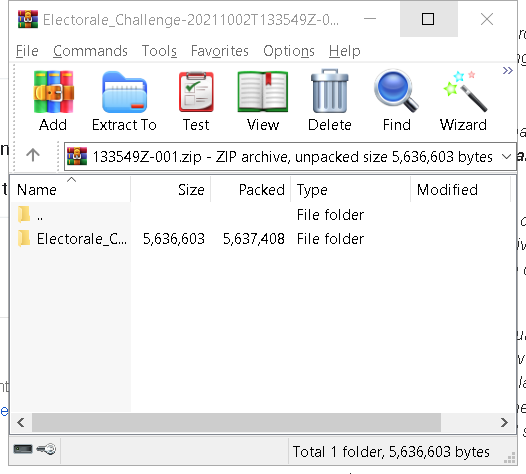 Electorale_Challenge-20211002T133549Z-0...
File Commands Tools Favorites Options Help
Add Extract To Test View Delete Find Wizard
133549Z-001.zip - ZIP archive, unpacked size 5,636,603 bytes
Name Size Packed Type Modified
.. File folder
Electorale_C... 5,636,603 5,637,408 File folder
Total 1 folder, 5,636,603 bytes